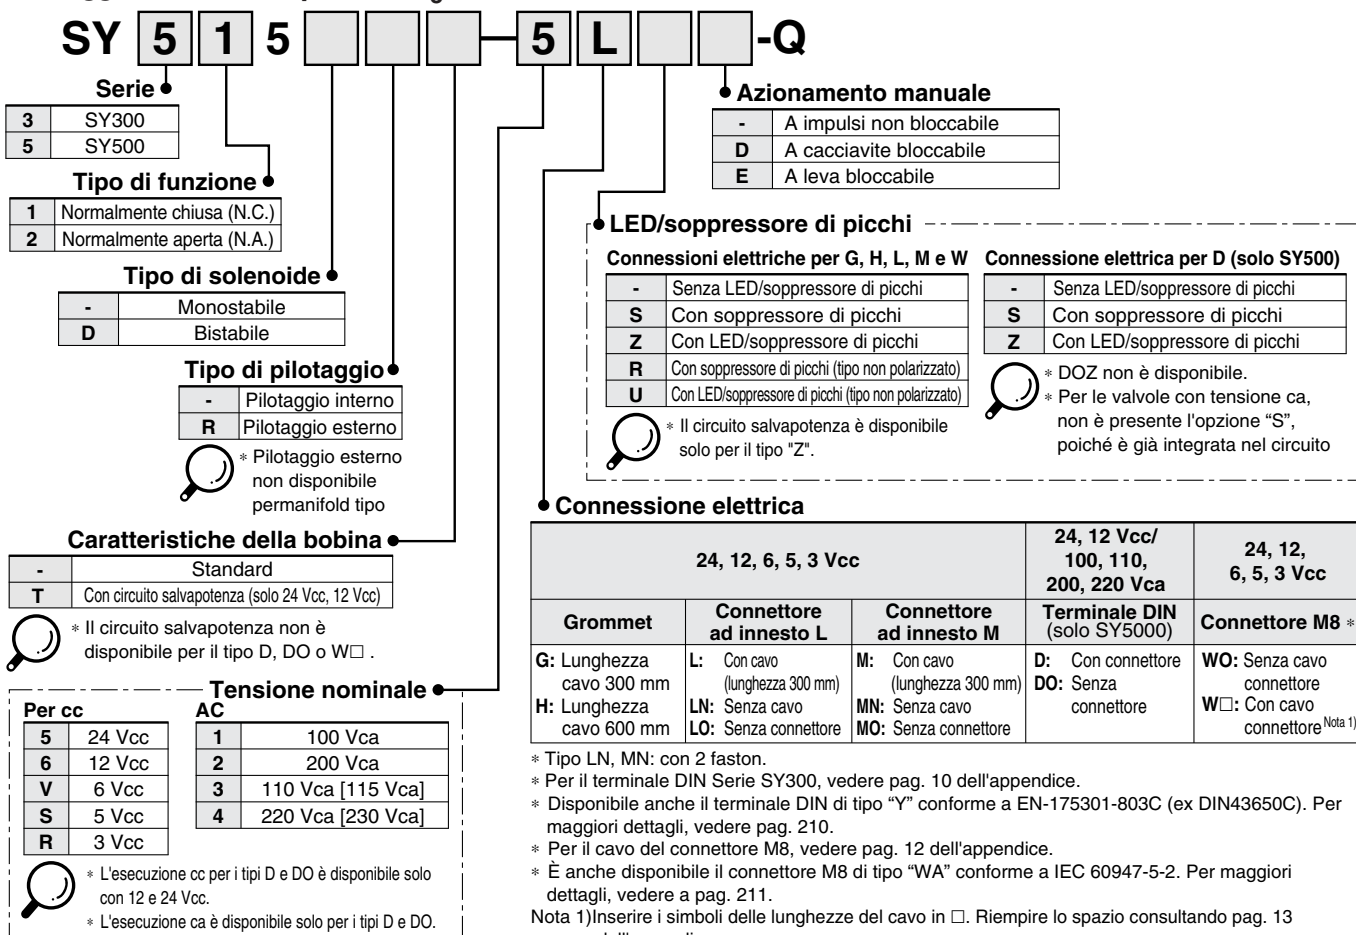 SY 5 1 5 □ □ □ - 5 L □ □ -Q
Serie
3 SY300
5 SY500
Tipo di funzione
1 Normalmente chiusa (N.C.)
2 Normalmente aperta (N.A.)
Tipo di solenoide
- Monostabile
D Bistabile
Tipo di pilotaggio
- Pilotaggio interno
R Pilotaggio esterno
* Pilotaggio esterno
non disponibile
permanifold tipo
Caratteristiche della bobina
- Standard
T Con circuito salvapotenza (solo 24 Vcc, 12 Vcc)
* Il circuito salvapotenza non è
disponibile per il tipo D, DO o W□ .
Tensione nominale
Per cc
5 24 Vcc
6 12 Vcc
V 6 Vcc
S 5 Vcc
R 3 Vcc
AC
1 100 Vca
2 200 Vca
3 110 Vca [115 Vca]
4 220 Vca [230 Vca]
* L'esecuzione cc per i tipi D e DO è disponibile solo
con 12 e 24 Vcc.
* L'esecuzione ca è disponibile solo per i tipi D e DO.
Azionamento manuale
- A impulsi non bloccabile
D A cacciavite bloccabile
E A leva bloccabile
LED/soppressore di picchi
Connessioni elettriche per G, H, L, M e W
- Senza LED/soppressore di picchi
S Con soppressore di picchi
Z Con LED/soppressore di picchi
R Con soppressore di picchi (tipo non polarizzato)
U Con LED/soppressore di picchi (tipo non polarizzato)
* Il circuito salvapotenza è disponibile
solo per il tipo "Z".
Connessione elettrica per D (solo SY500)
- Senza LED/soppressore di picchi
S Con soppressore di picchi
Z Con LED/soppressore di picchi
* DOZ non è disponibile.
* Per le valvole con tensione ca,
non è presente l'opzione “S”,
poiché è già integrata nel circuito
Connessione elettrica
24, 12, 6, 5, 3 Vcc
24, 12 Vcc/
100, 110,
200, 220 Vca
24, 12,
6, 5, 3 Vcc
Grommet
Connettore
ad innesto L
Connettore
ad innesto M
Terminale DIN
(solo SY5000)
Connettore M8 *
G: Lunghezza
cavo 300 mm
H: Lunghezza
cavo 600 mm
L: Con cavo
(lunghezza 300 mm)
LN: Senza cavo
LO: Senza connettore
M: Con cavo
(lunghezza 300 mm)
MN: Senza cavo
MO: Senza connettore
D: Con connettore
DO: Senza
connettore
WO: Senza cavo
connettore
W□: Con cavo
connettore Nota 1)
* Tipo LN, MN: con 2 faston.
* Per il terminale DIN Serie SY300, vedere pag. 10 dell'appendice.
* Disponibile anche il terminale DIN di tipo “Y” conforme a EN-175301-803C (ex DIN43650C). Per
maggiori dettagli, vedere pag. 210.
* Per il cavo del connettore M8, vedere pag. 12 dell'appendice.
* È anche disponibile il connettore M8 di tipo “WA” conforme a IEC 60947-5-2. Per maggiori
dettagli, vedere a pag. 211.
Nota 1)Inserire i simboli delle lunghezze del cavo in □. Riempire lo spazio consultando pag. 13